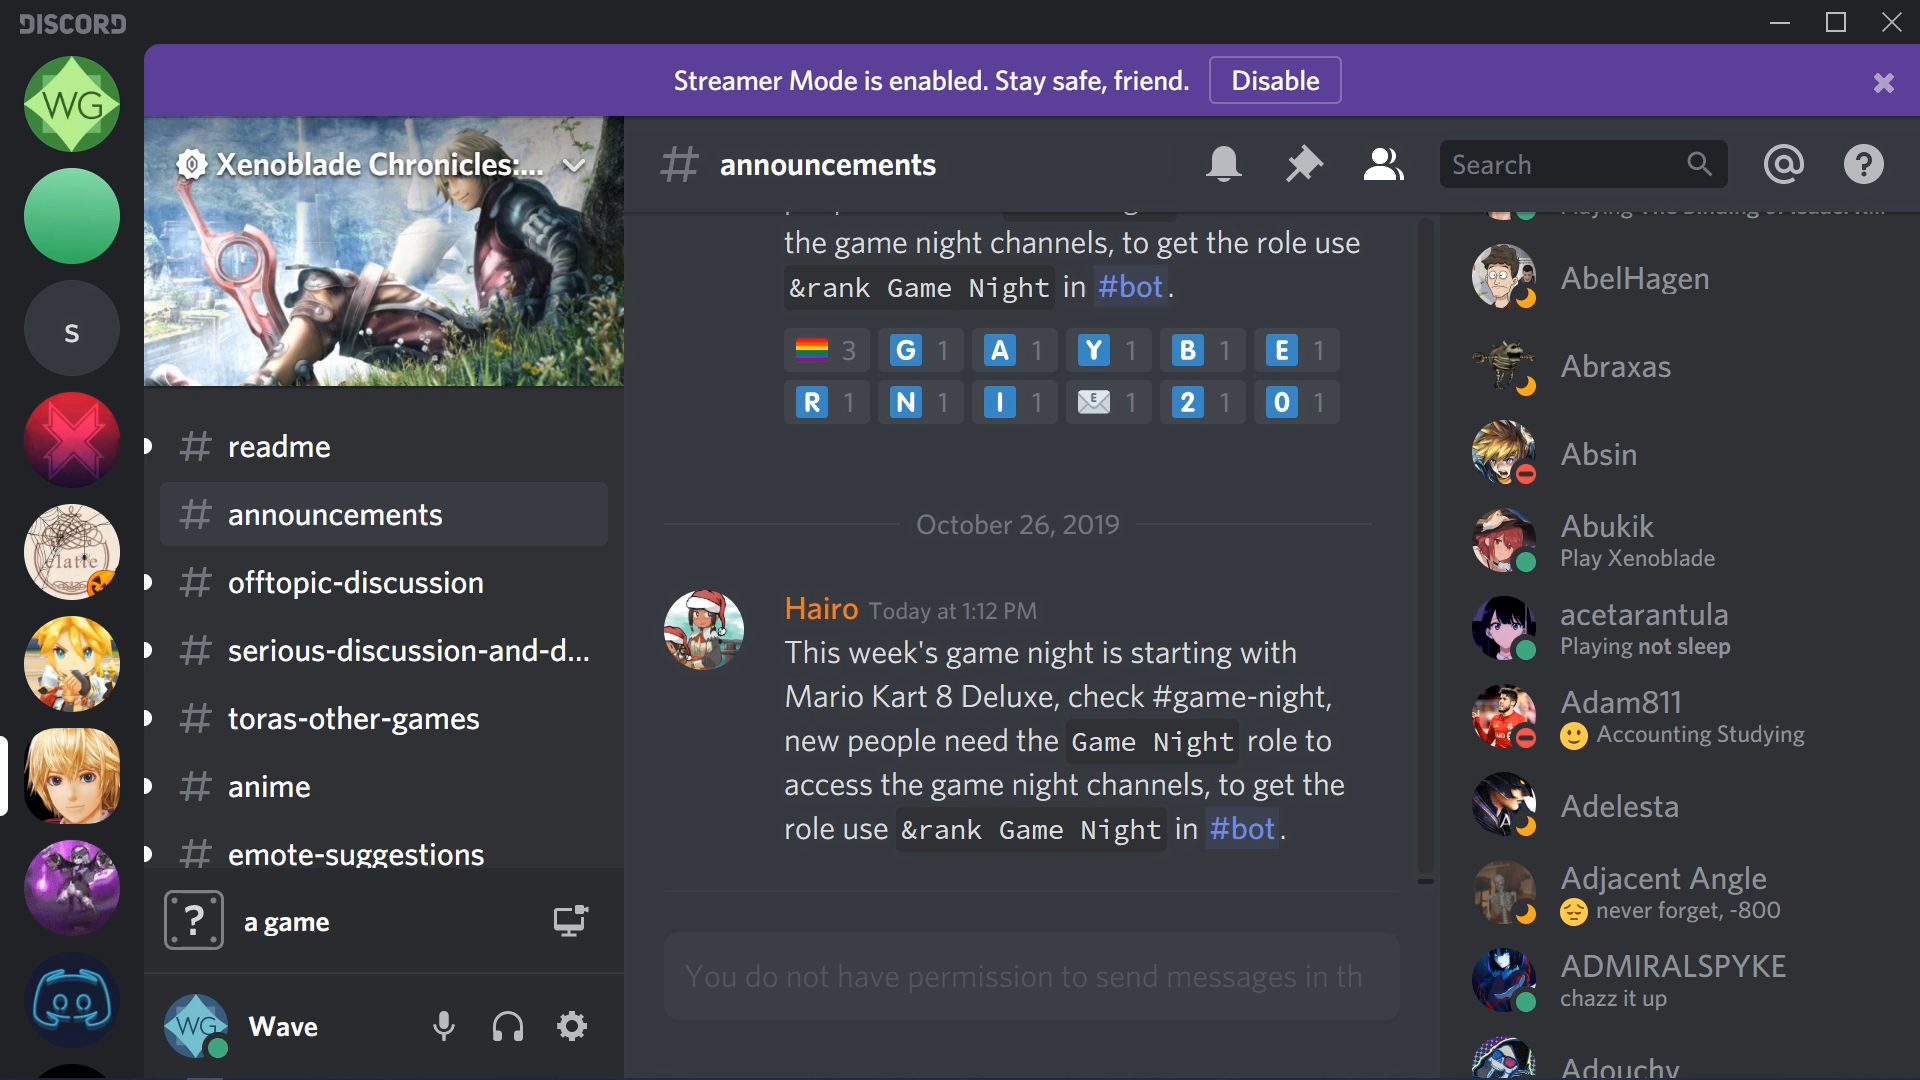 DISCORD
WG
Streamer Mode is enabled. Stay safe, friend.
Disable
Xenoblade Chronicles:...
S
elatte
readme
announcements
offtopic-discussion
serious-discussion-and-d...
toras-other-games
anime
emote-suggestions
?
a game
WG
Wave
announcements
Search
the game night channels, to get the role use
&rank Game Night in #bot.
3 G 1 A 1 Y 1 B 1 E 1
R 1 N 1 I 1 E 1 2 1 0 1
October 26, 2019
Hairo Today at 1:12 PM
This week's game night is starting with
Mario Kart 8 Deluxe, check #game-night,
new people need the Game Night role to
access the game night channels, to get the
role use &rank Game Night in #bot.
You do not have permission to send messages in th
AbelHagen
Abraxas
Absin
Abukik
Play Xenoblade
acetarantula
Playing not sleep
Adam811
Accounting Studying
Adelesta
Adjacent Angle
never forget, -800
ADMIRALSPYKE
chazz it up
Adouchy